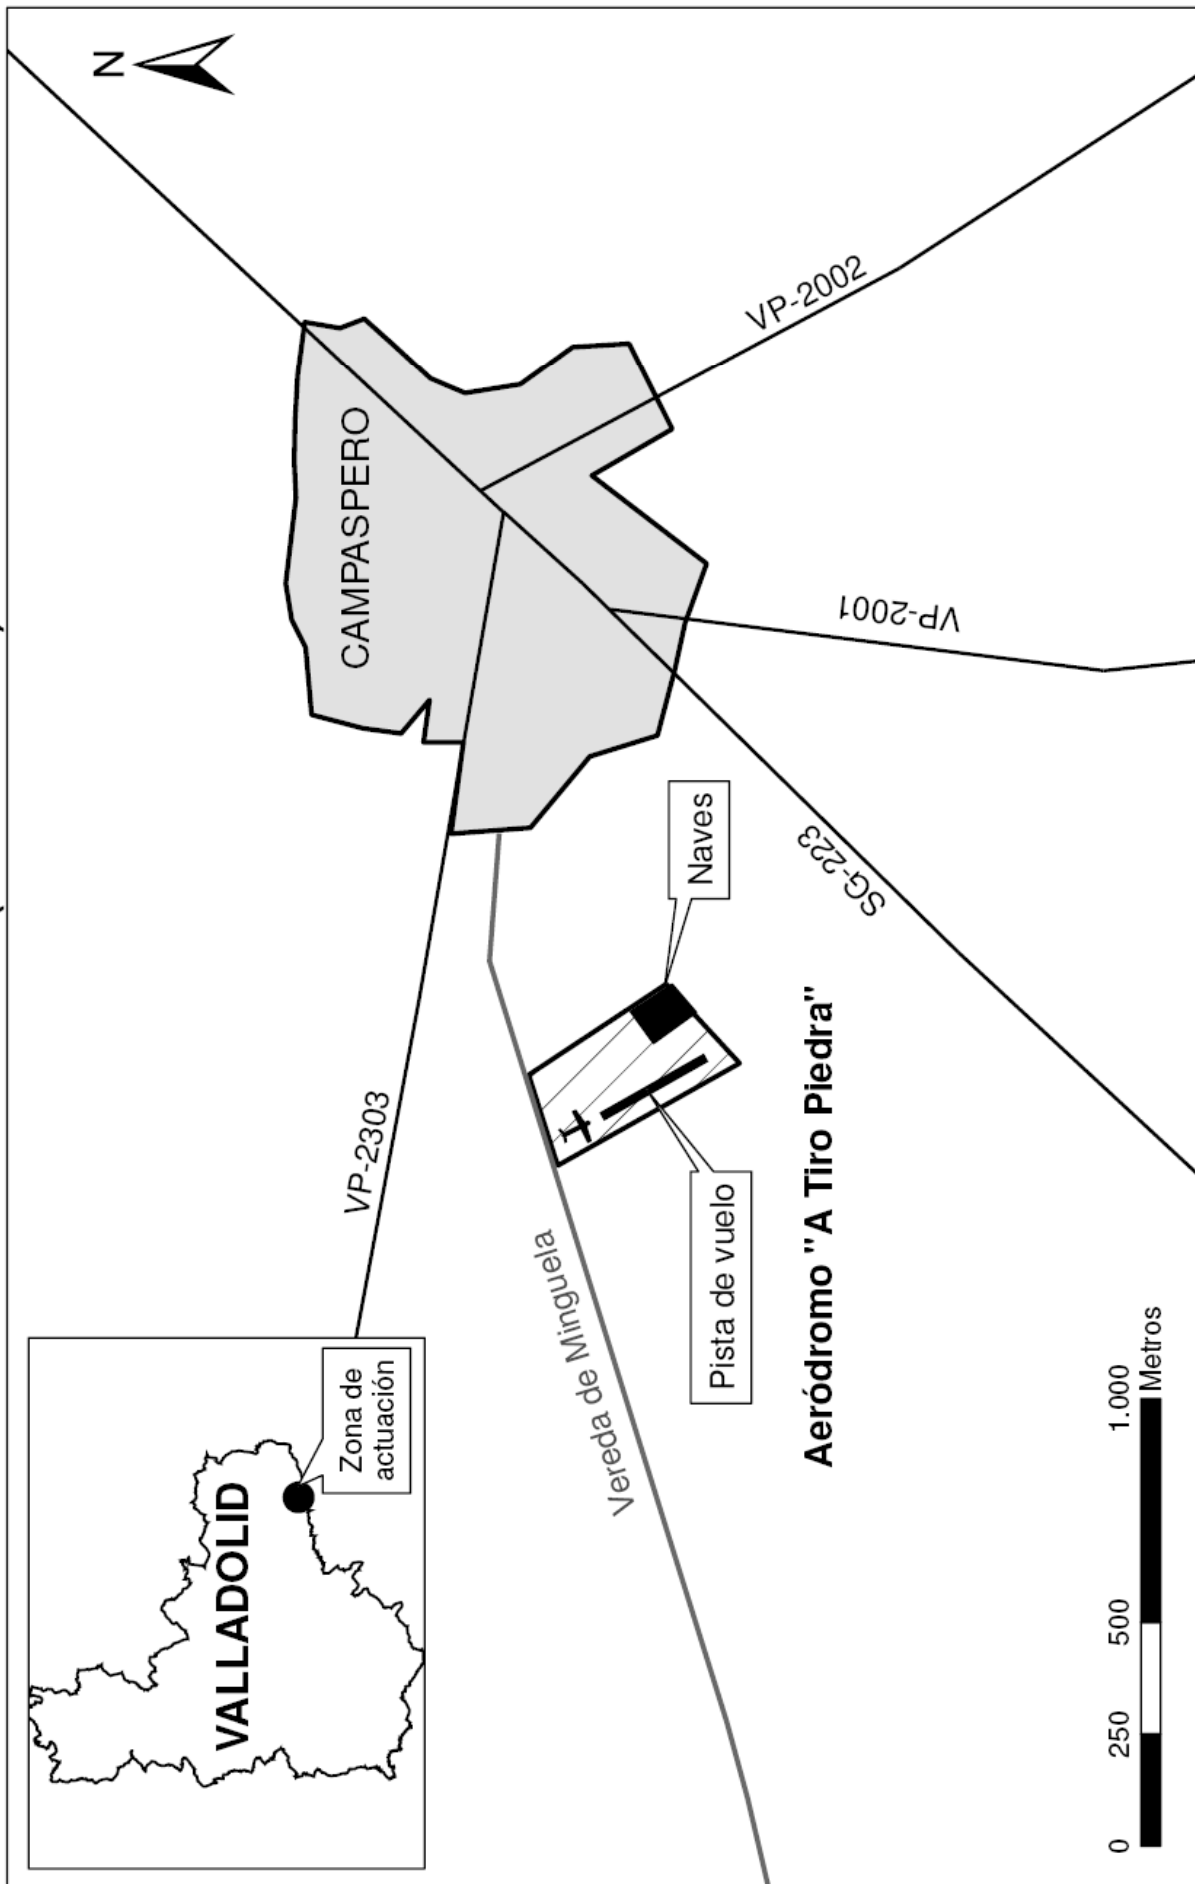 N
VALLADOLID
Zona de
actuación
CAMPASPERO
VP-2303
VP-2002
VP-2001
SG-223
Vereda de Minguela
Naves
Pista de vuelo
Aeródromo "A Tiro Piedra"
0 250 500 1.000
Metros